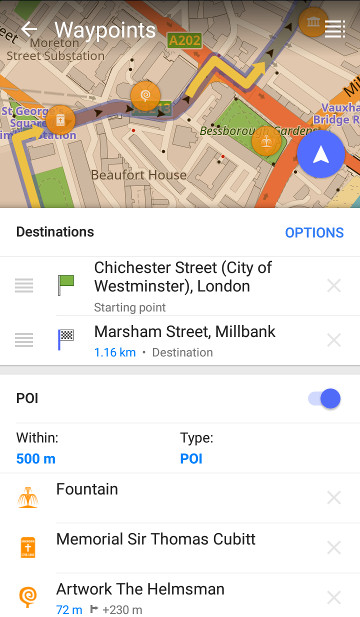 Waypoints
A202
Moreton
Street Substation
St Georg
Square
Bessborough Gardens
Vauxha
Bridge R
Beaufort House
Destinations
OPTIONS
Chichester Street (City of
Westminster), London
Starting point
Marsham Street, Millbank
1.16 km • Destination
POI
Within:
Type:
500 m
POI
Fountain
Memorial Sir Thomas Cubitt
Artwork The Helmsman
72 m +230 m